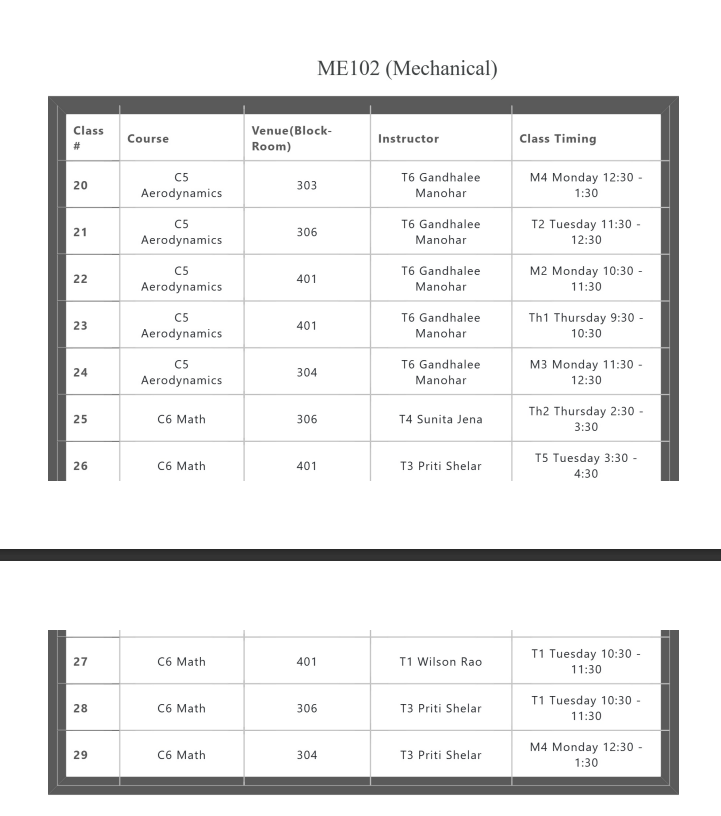 ME102 (Mechanical)
Class # Course Venue(Block-Room) Instructor Class Timing
20 C5 Aerodynamics 303 T6 Gandhalee Manohar M4 Monday 12:30 - 1:30
21 C5 Aerodynamics 306 T6 Gandhalee Manohar T2 Tuesday 11:30 - 12:30
22 C5 Aerodynamics 401 T6 Gandhalee Manohar M2 Monday 10:30 - 11:30
23 C5 Aerodynamics 401 T6 Gandhalee Manohar Th1 Thursday 9:30 - 10:30
24 C5 Aerodynamics 304 T6 Gandhalee Manohar M3 Monday 11:30 - 12:30
25 C6 Math 306 T4 Sunita Jena Th2 Thursday 2:30 - 3:30
26 C6 Math 401 T3 Priti Shelar T5 Tuesday 3:30 - 4:30
27 C6 Math 401 T1 Wilson Rao T1 Tuesday 10:30 - 11:30
28 C6 Math 306 T3 Priti Shelar T1 Tuesday 10:30 - 11:30
29 C6 Math 304 T3 Priti Shelar M4 Monday 12:30 - 1:30